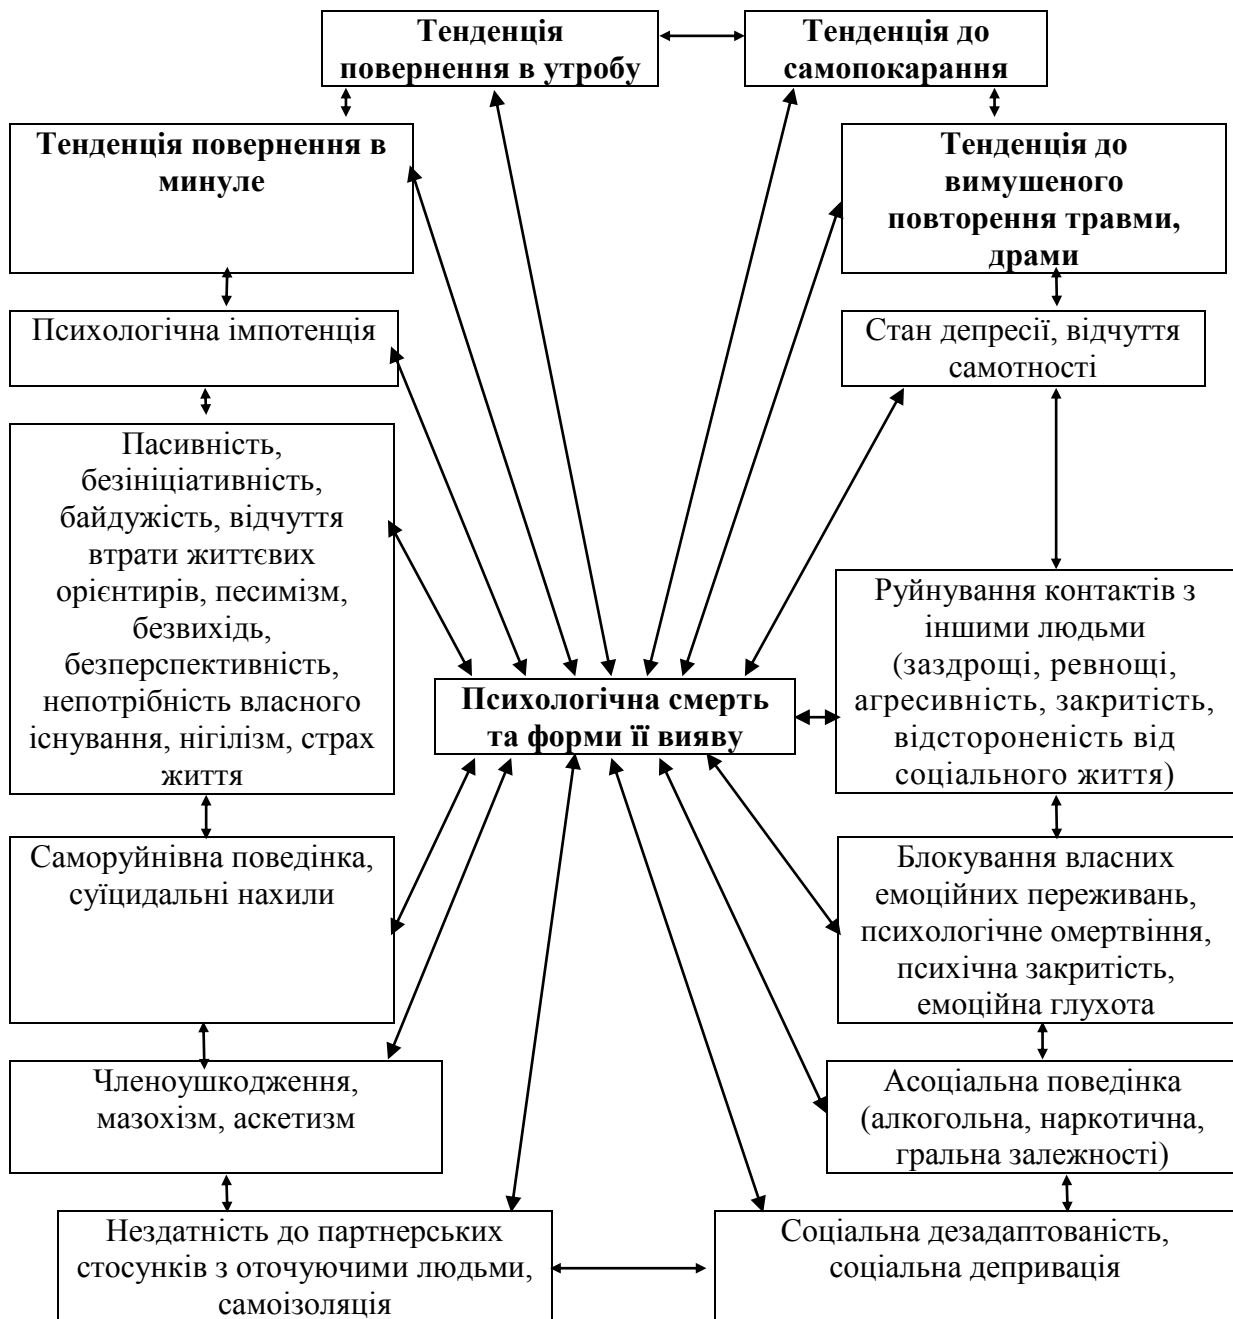 Тенденція
повернення в утробу
Тенденція до
самопокарання
Тенденція повернення в
минуле
Тенденція до
вимушеного
повторення травми,
драми
Психологічна імпотенція
Стан депресії, відчуття
самотності
Пасивність,
безініціативність,
байдужість, відчуття
втрати життєвих
орієнтирів, песимізм,
безвихідь,
безперспективність,
непотрібність власного
існування, нігілізм, страх
життя
Руйнування контактів з
іншими людьми
(заздрощі, ревнощі,
агресивність, закритість,
відстороненість від
соціального життя)
Психологічна смерть
та форми її вияву
Саморуйнівна поведінка,
суїцидальні нахили
Блокування власних
емоційних переживань,
психологічне омертвіння,
психічна закритість,
емоційна глухота
Членоушкодження,
мазохізм, аскетизм
Асоціальна поведінка
(алкогольна, наркотична,
гральна залежності)
Нездатність до партнерських
стосунків з оточуючими людьми,
самоізоляція
Соціальна дезадаптованість,
соціальна депривація